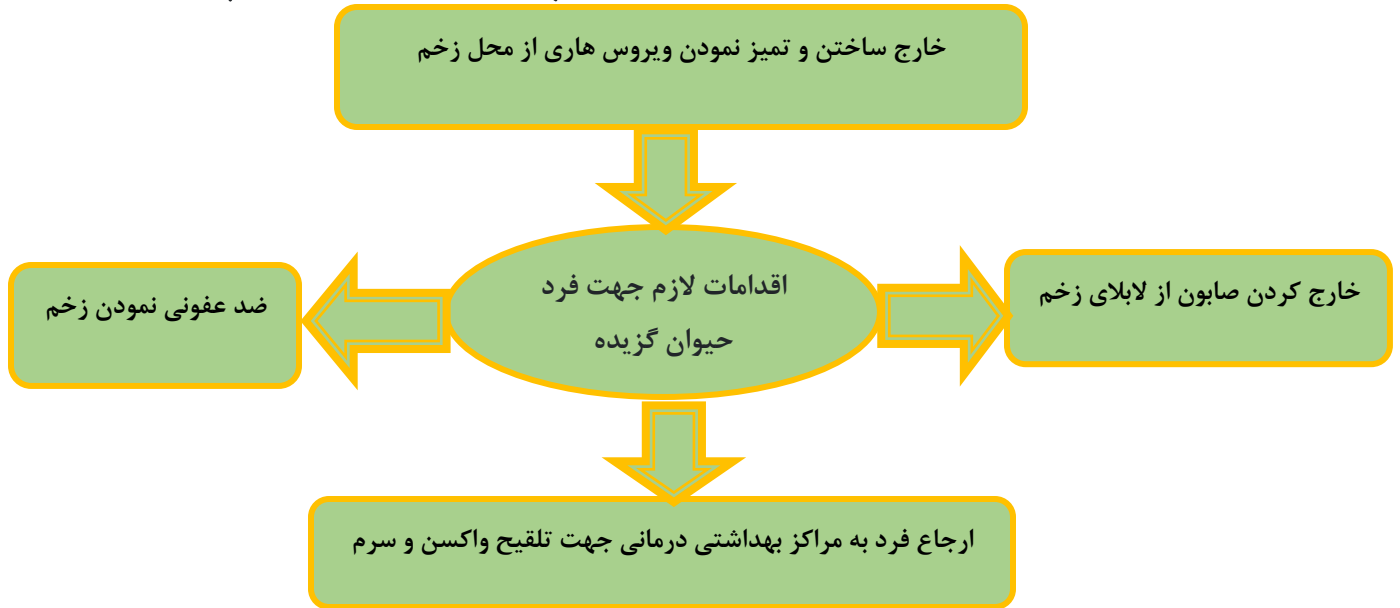 خارج ساختن و تمیز نمودن ویروس هاری از محل زخم
اقدامات لازم جهت فرد
حیوان گزیده
خارج کردن صابون از لابلای زخم
ضد عفونی نمودن زخم
ارجاع فرد به مراکز بهداشتی درمانی جهت تلقیح واکسن و سرم